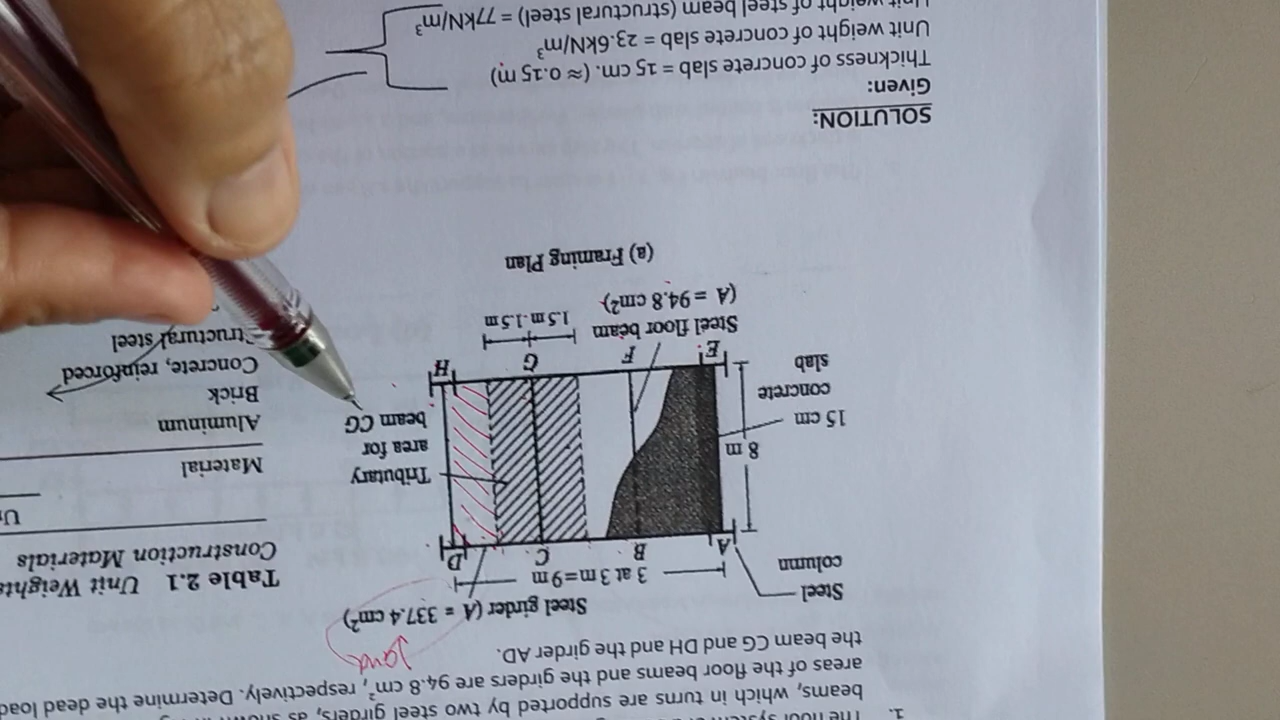 1. The floor system of
beams, which in turns are supported by two steel girders, as
areas of the floor beams and the girders are 94.8 cm², respectively. Determine the dead load
the beam CG and DH and the girder AD.
land
Steel girder (A = 337.4 cm²)
Steel
column
3 at 3 m = 9 m
A B C D
8 m
15 cm
concrete
slab
Tributary
area for
beam CG
E F G H
Steel floor beam
(A = 94.8 cm²)
1.5 m 1.5 m
(a) Framing Plan
Table 2.1 Unit Weights
Construction Materials
Material
Aluminum
Brick
Concrete, reinforced
Structural steel
SOLUTION:
Given:
Thickness of concrete slab = 15 cm. (≈ 0.15 m)
Unit weight of concrete slab = 23.6kN/m³
Unit weight of steel beam (structural steel) = 77kN/m³